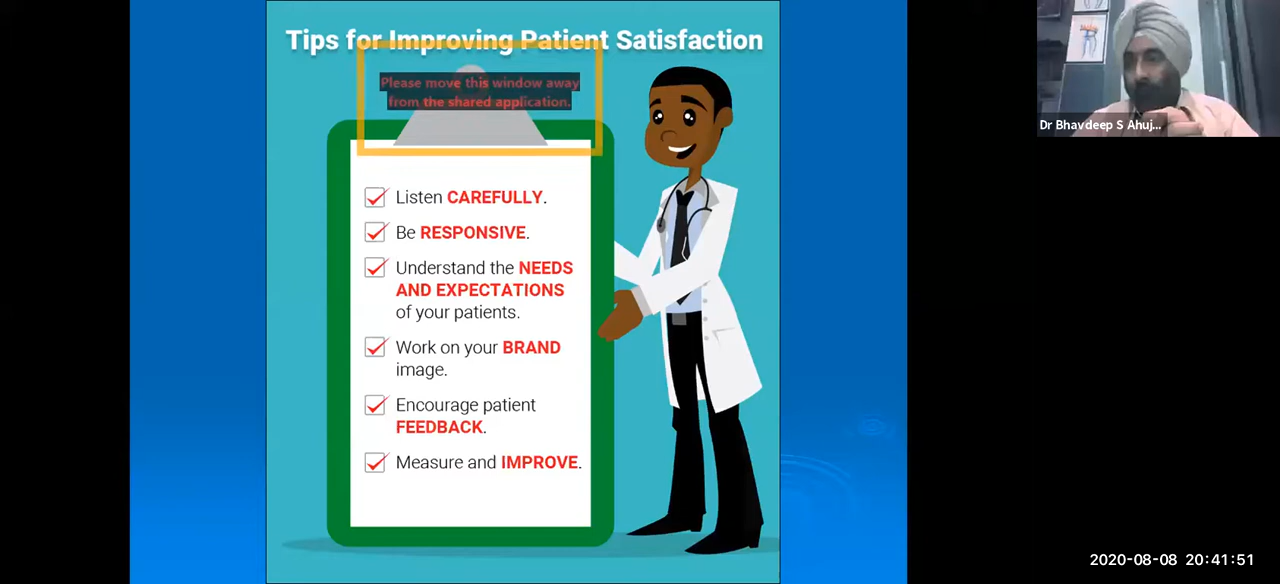 Tips for Improving Patient Satisfaction
Please move this window away
from the shared application.
Listen CAREFULLY.
Be RESPONSIVE.
Understand the NEEDS
AND EXPECTATIONS
of your patients.
Work on your BRAND
image.
Encourage patient
FEEDBACK.
Measure and IMPROVE.
Dr Bhavdeep S Ahuj...
2020-08-08 20:41:51